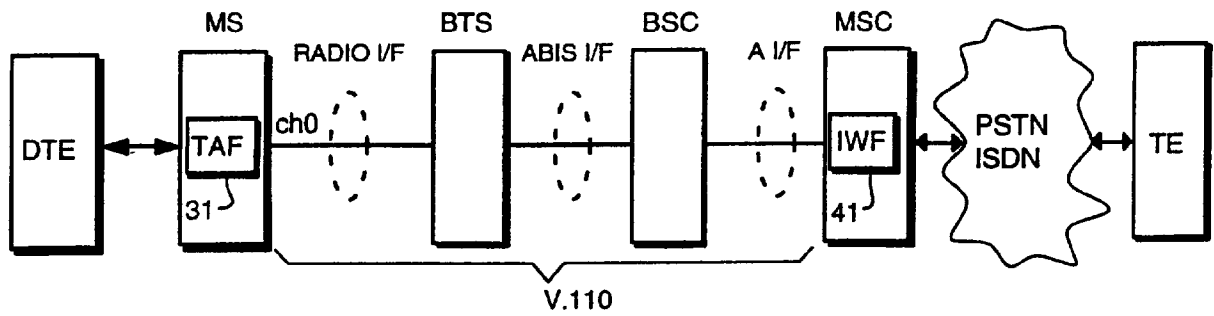 MS
BTS
BSC
MSC
RADIO I/F
ABIS I/F
A I/F
DTE
TAF
ch0
IWF
PSTN
ISDN
TE
31
41
V.110